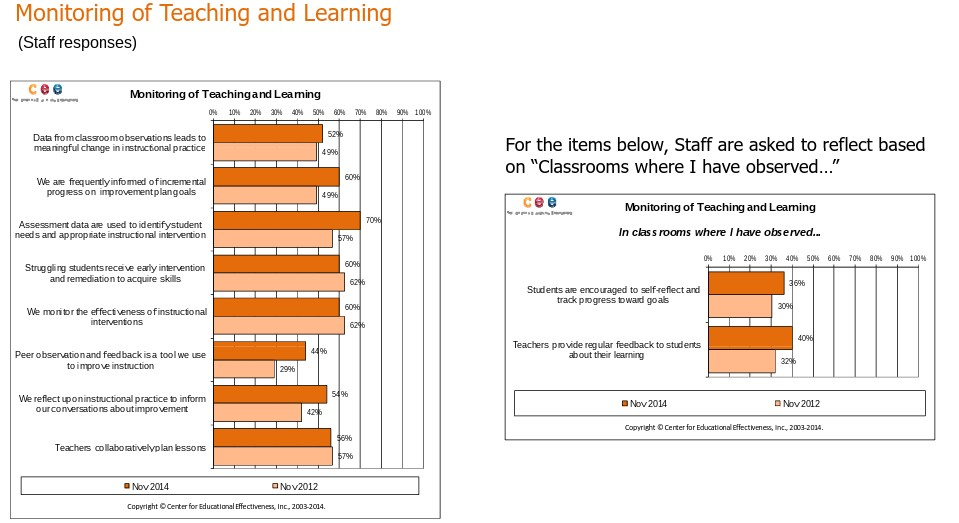 Monitoring of Teaching and Learning
(Staff responses)
cee
Monitoring of Teaching and Learning
0% 10% 20% 30% 40% 50% 60% 70% 80% 90% 100%
Data from classroom observations leads to
meaningful change in instructional practice
52%
49%
We are frequently informed of incremental
progress on improvement plan goals
60%
49%
Assessment data are used to identify student
needs and appropriate instructional intervention
70%
57%
Struggling students receive early intervention
and remediation to acquire skills
60%
62%
We monitor the effectiveness of instructional
interventions
60%
62%
Peer observation and feedback is a tool we use
to improve instruction
44%
29%
We reflect upon instructional practice to inform
our conversations about improvement
54%
42%
Teachers collaboratively plan lessons
56%
57%
Nov 2014 Nov 2012
Copyright © Center for Educational Effectiveness, Inc., 2003-2014.
For the items below, Staff are asked to reflect based
on “Classrooms where I have observed…”
cee
Monitoring of Teaching and Learning
In classrooms where I have observed...
0% 10% 20% 30% 40% 50% 60% 70% 80% 90% 100%
Students are encouraged to self-reflect and
track progress toward goals
36%
30%
Teachers provide regular feedback to students
about their learning
40%
32%
Nov 2014 Nov 2012
Copyright © Center for Educational Effectiveness, Inc., 2003-2014.